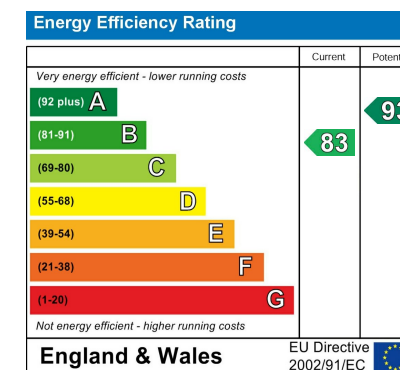 Energy Efficiency Rating
Current
Very energy efficient - lower running costs
(92 plus) A
(81-91) B
(69-80) C
(55-68) D
(39-54) E
(21-38) F
(1-20) G
83
93
Not energy efficient - higher running costs
England & Wales
EU Directive
2002/91/EC